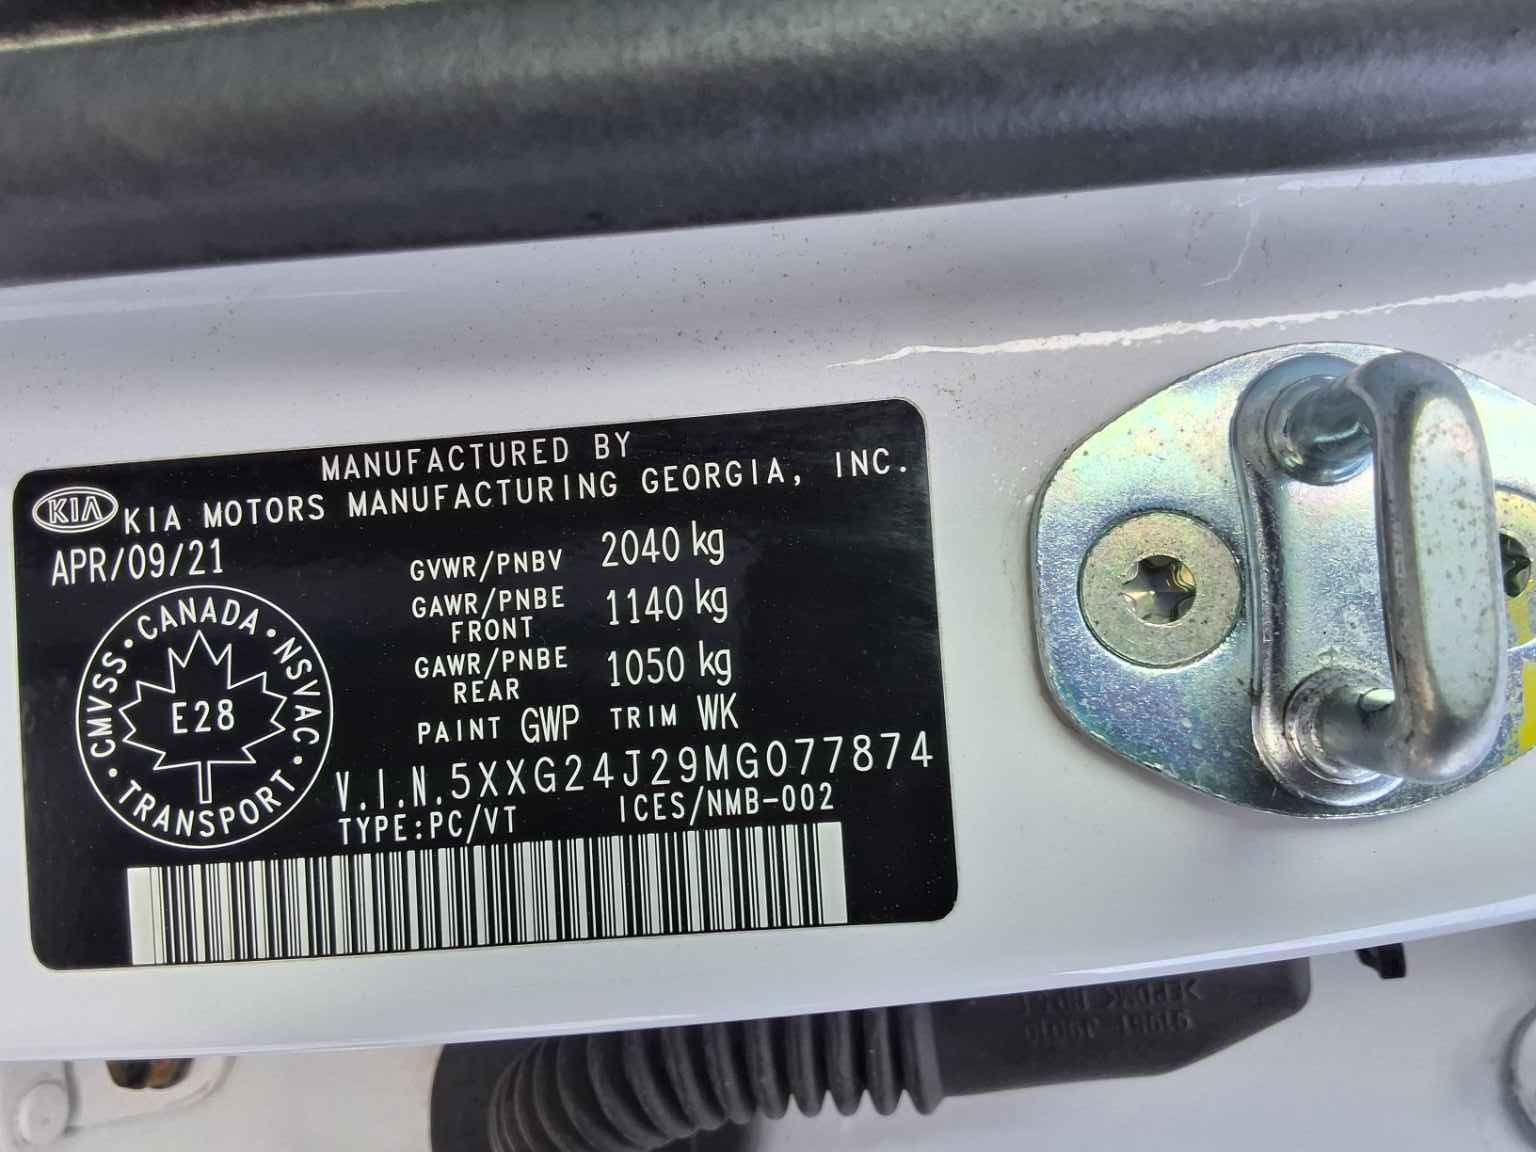 MANUFACTURED BY
KIA KIA MOTORS MANUFACTURING GEORGIA, INC.
APR/09/21
GVWR/PNBV 2040 kg
GAWR/PNBE FRONT 1140 kg
GAWR/PNBE REAR 1050 kg
PAINT GWP TRIM WK
CANADA • NSVAC • TRANSPORT • CMVSS •
E28
V.I.N. 5XXG24J29MG077874
TYPE:PC/VT ICES/NMB-002